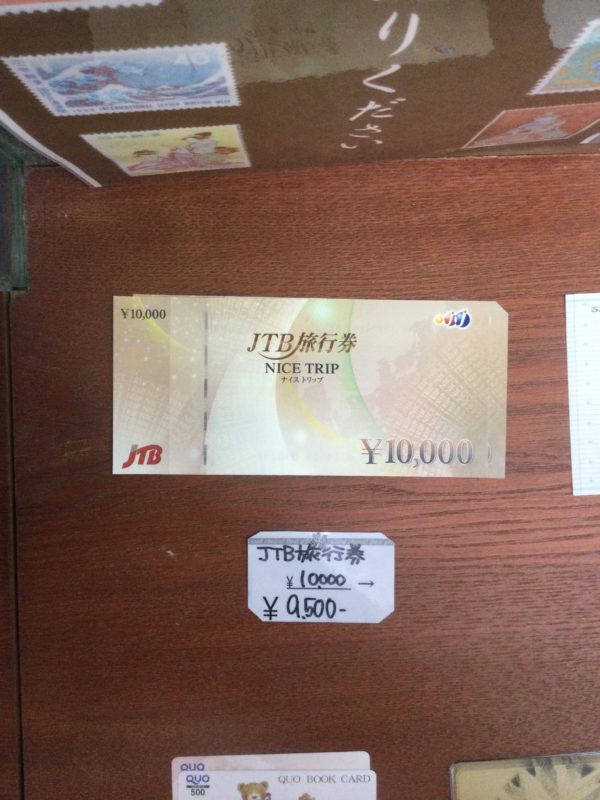 りください
¥10,000
JTB旅行券
NICE TRIP
ナイストリップ
¥10,000
JTB
JTB旅行券
¥10,000 →
¥9,500-
QUO
QUO
500
QUO BOOK CARD